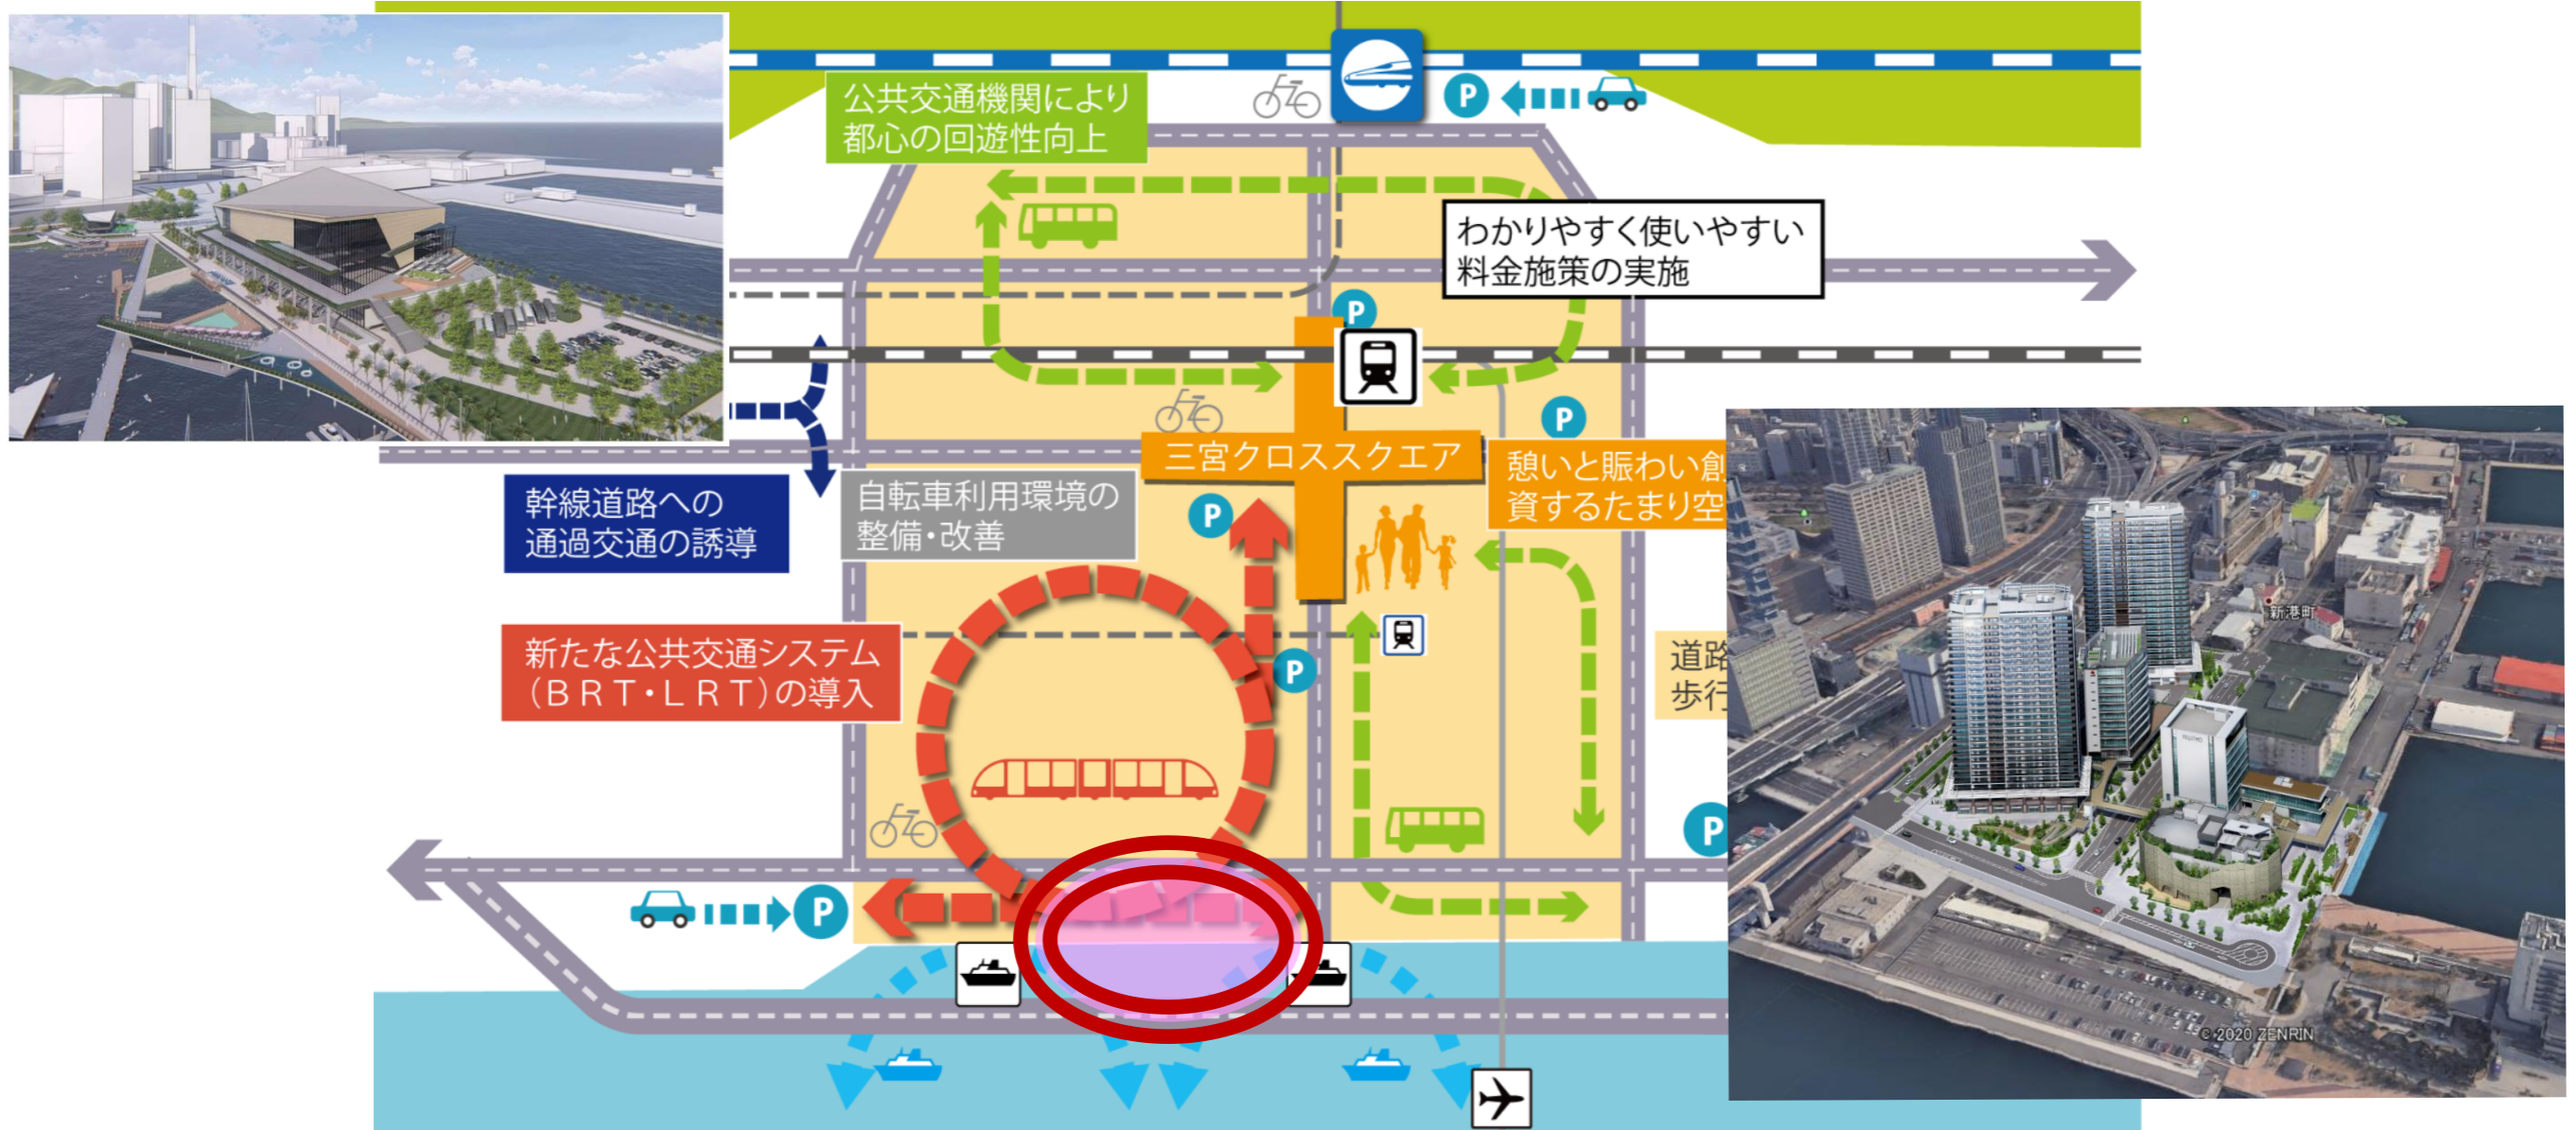 公共交通機関により
都心の回遊性向上
P
わかりやすく使いやすい
料金施策の実施
P
P
三宮クロススクエア
憩いと賑わい創
資するたまり空
幹線道路への
通過交通の誘導
自転車利用環境の
整備・改善
P
新たな公共交通システム
（ＢＲＴ・ＬＲＴ）の導入
P
道路
歩行
新港町
P
P
© 2020 ZENRIN